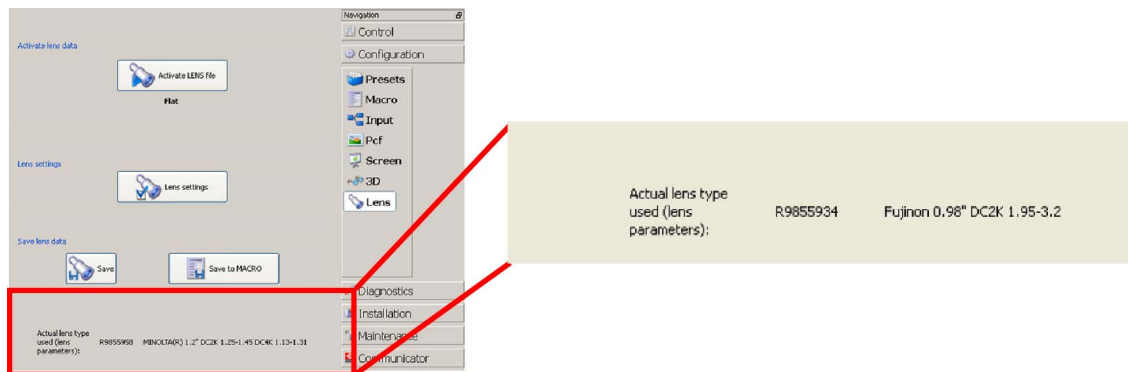 Navigation
Control
Activate lens data
Configuration
Activate LENS file
Flat
Presets
Macro
Input
Pcf
Lens settings
Screen
Lens settings
3D
Lens
Save lens data
Save
Save to MACRO
Diagnostics
Installation
Actual lens type
used (lens
parameters):
R9855958 MINOLTA(R) 1.2" DC2K 1.25-1.45 DC4K 1.13-1.31
Maintenance
Communicator
Actual lens type
used (lens
parameters):
R9855934 Fujinon 0.98" DC2K 1.95-3.2